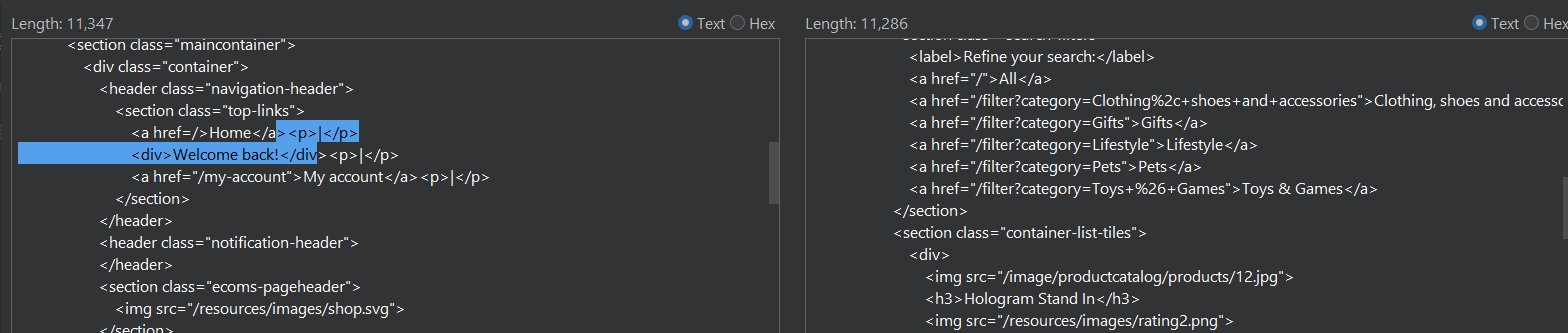 Length: 11,347
Text
Hex
<section class="maincontainer">
<div class="container">
<header class="navigation-header">
<section class="top-links">
<a href=/>Home</a><p>|</p>
<div>Welcome back!</div><p>|</p>
<a href="/my-account">My account</a><p>|</p>
</section>
</header>
<header class="notification-header">
</header>
<section class="ecoms-pageheader">
<img src="/resources/images/shop.svg">
</section>
Length: 11,286
Text
Hex
<label>Refine your search:</label>
<a href="/">All</a>
<a href="/filter?category=Clothing%2c+shoes+and+accessories">Clothing, shoes and accesso
<a href="/filter?category=Gifts">Gifts</a>
<a href="/filter?category=Lifestyle">Lifestyle</a>
<a href="/filter?category=Pets">Pets</a>
<a href="/filter?category=Toys+%26+Games">Toys & Games</a>
</section>
<section class="container-list-tiles">
<div>
<img src="/image/productcatalog/products/12.jpg">
<h3>Hologram Stand In</h3>
<img src="/resources/images/rating2.png">